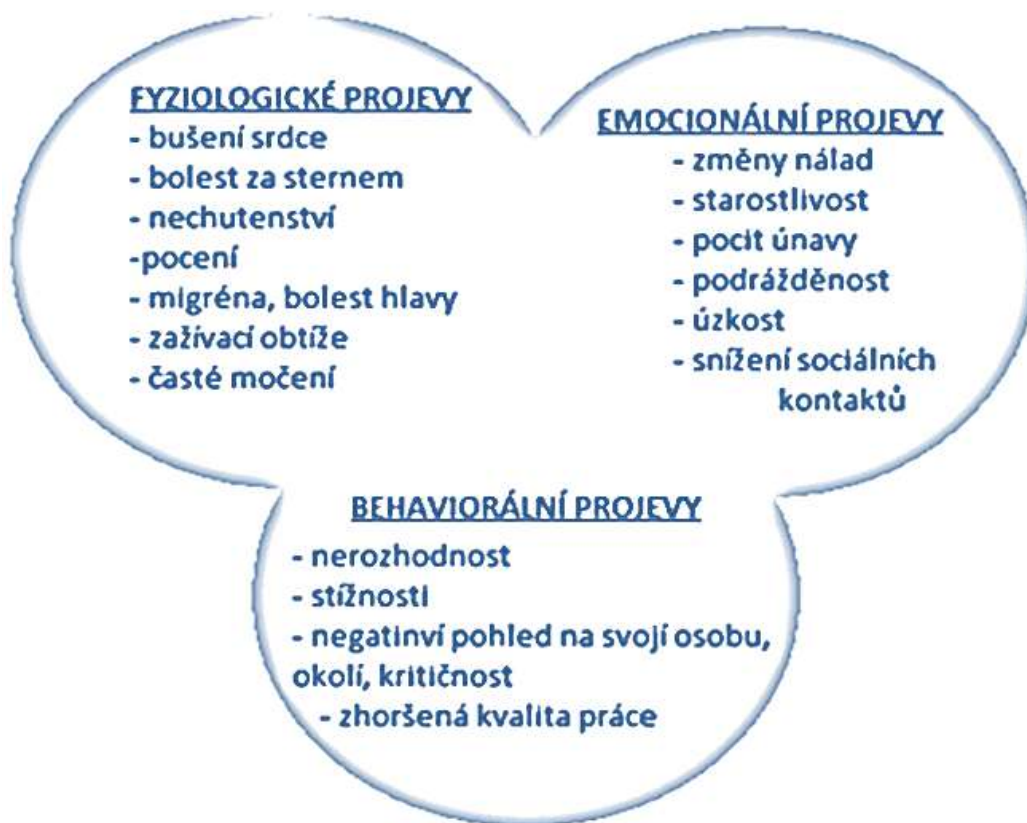 FYZIOLOGICKÉ PROJEVY
- bušení srdce
- bolest za sternem
- nechutenství
-pocení
- migréna, bolest hlavy
- zažívací obtíže
- časté močení
EMOCIONÁLNÍ PROJEVY
- změny nálad
- starostlivost
- pocit únavy
- podrážděnost
- úzkost
- snížení sociálních
kontaktů
BEHAVIORÁLNÍ PROJEVY
- nerozhodnost
- stížnosti
- negatinví pohled na svojí osobu,
okolí, kritičnost
- zhoršená kvalita práce